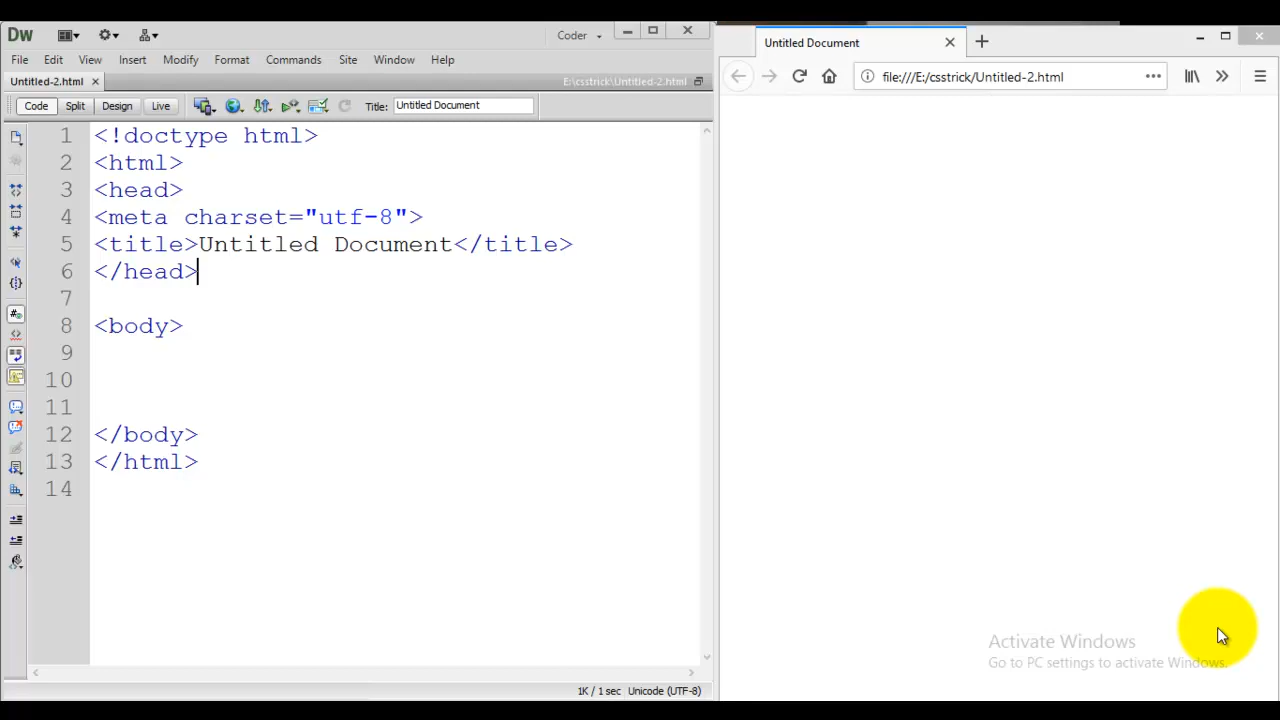 Dw
Coder
File Edit View Insert Modify Format Commands Site Window Help
Untitled-2.html
E:\csstrick\Untitled-2.html
Code Split Design Live Title: Untitled Document
1 <!doctype html>
2 <html>
3 <head>
4 <meta charset="utf-8">
5 <title>Untitled Document</title>
6 </head>
7
8 <body>
9
10
11
12 </body>
13 </html>
14
1K / 1 sec Unicode (UTF-8)
Untitled Document
file:///E:/csstrick/Untitled-2.html
Activate Windows
Go to PC settings to activate Windows.